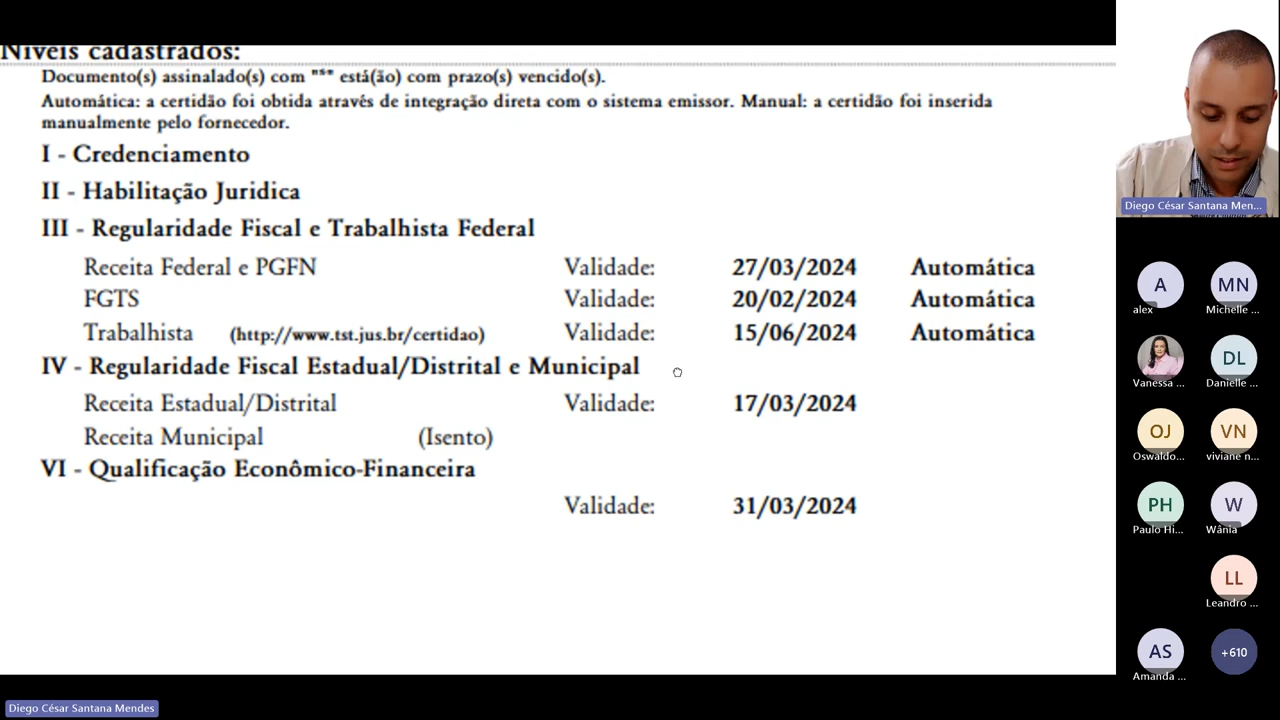 Níveis cadastrados:
Documento(s) assinalado(s) com "*" está(ão) com prazo(s) vencido(s).
Automática: a certidão foi obtida através de integração direta com o sistema emissor. Manual: a certidão foi inserida
manualmente pelo fornecedor.
I - Credenciamento
II - Habilitação Jurídica
III - Regularidade Fiscal e Trabalhista Federal
Receita Federal e PGFN Validade: 27/03/2024 Automática
FGTS Validade: 20/02/2024 Automática
Trabalhista (http://www.tst.jus.br/certidao) Validade: 15/06/2024 Automática
IV - Regularidade Fiscal Estadual/Distrital e Municipal
Receita Estadual/Distrital Validade: 17/03/2024
Receita Municipal (Isento)
VI - Qualificação Econômico-Financeira
Validade: 31/03/2024
Diego César Santana Men...
A MN
alex Michelle ...
DL
Vanessa ... Danielle ...
OJ VN
Oswaldo... viviane n...
PH W
Paulo Hi... Wânia
LL
Leandro ...
AS +610
Amanda ...
Diego César Santana Mendes